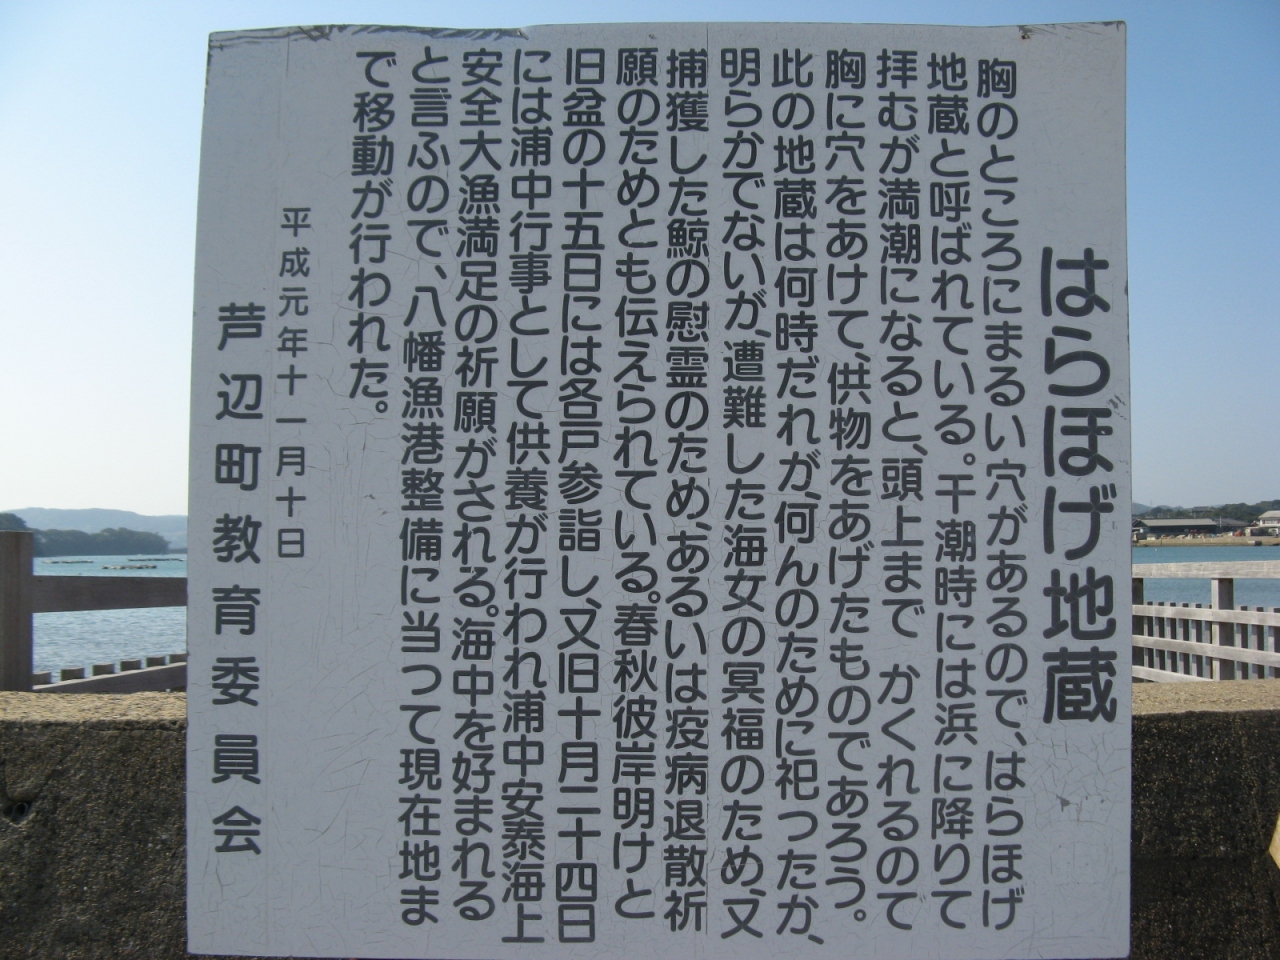 はらほげ地蔵
胸のところにまるい穴があるので、はらほげ
地蔵と呼ばれている。干潮時には浜に降りて
拝むが満潮になると、頭上まで かくれるので
胸に穴をあけて、供物をあげたものであろう。
此の地蔵は何時だれが、何んのために祀ったか、
明らかでないが、遭難した海女の冥福のため、又
捕獲した鯨の慰霊のため、あるいは疫病退散祈
願のためとも伝えられている。春秋彼岸明けと
旧盆の十五日には各戸参詣し、又旧十月二十四日
には浦中行事として供養が行われ浦中安泰海上
安全大漁満足の祈願がされる。海中を好まれる
と言ふので、八幡漁港整備に当って現在地ま
で移動が行われた。
平成元年十一月十日
芦辺町教育委員会